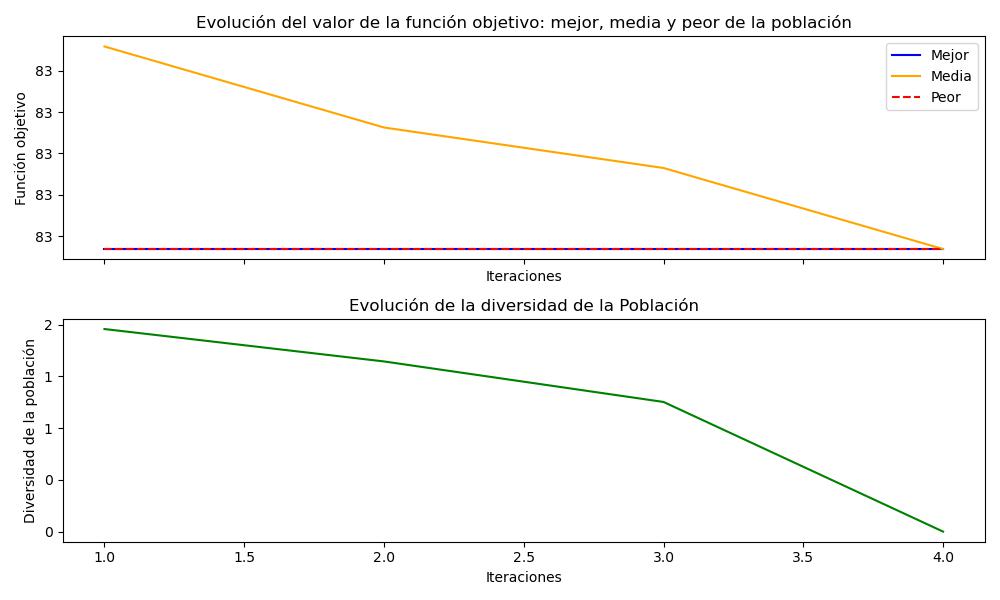 Evolución del valor de la función objetivo: mejor, media y peor de la población
Función objetivo
83
83
83
83
83
Mejor
Media
Peor
Iteraciones
Evolución de la diversidad de la Población
Diversidad de la población
2
1
1
0
0
1.0 1.5 2.0 2.5 3.0 3.5 4.0
Iteraciones